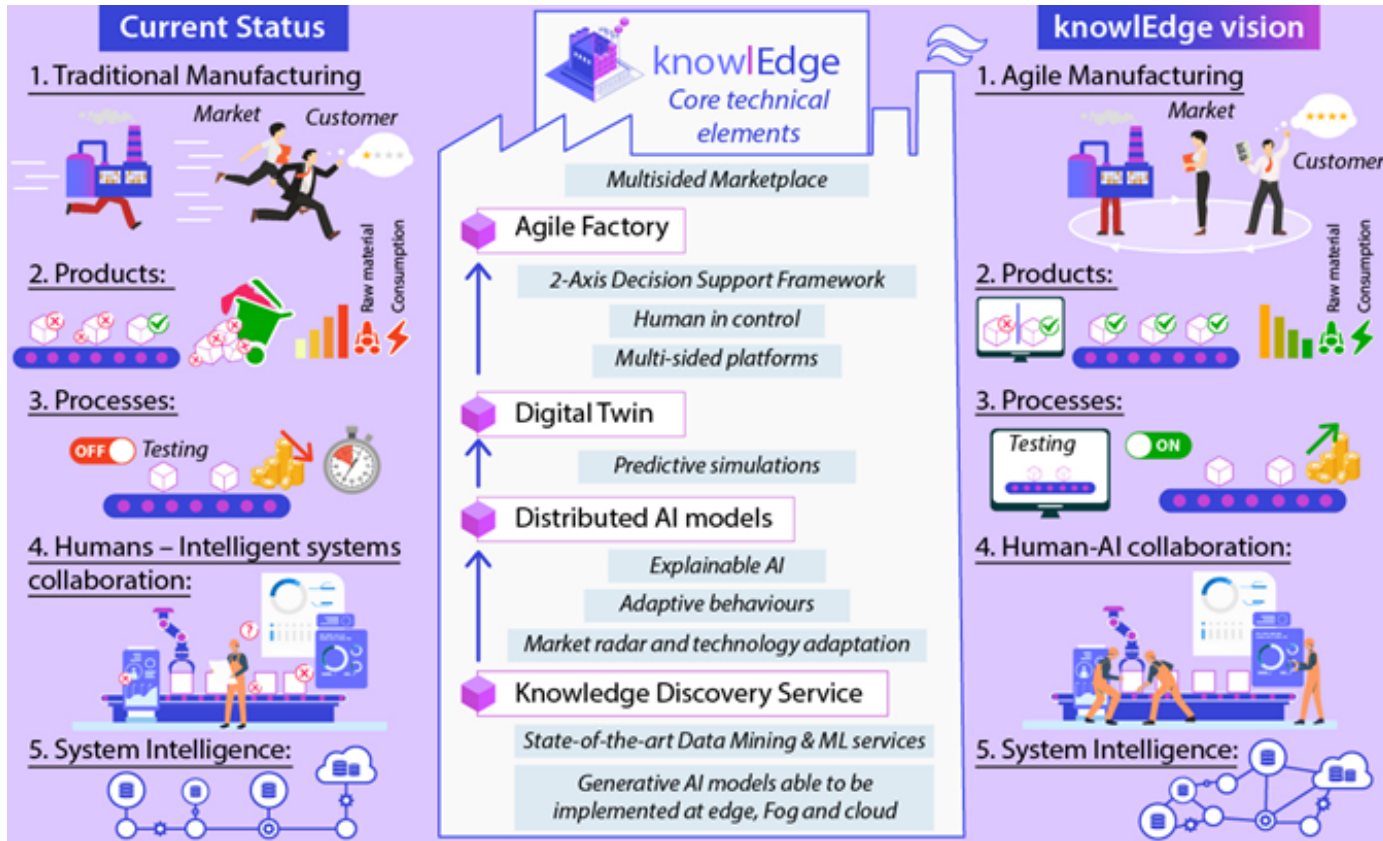 Current Status
1. Traditional Manufacturing
Market
Customer
2. Products:
Raw material
Consumption
3. Processes:
OFF
Testing
4. Humans – Intelligent systems
collaboration:
?
5. System Intelligence:
knowlEdge
Core technical
elements
Multisided Marketplace
Agile Factory
2-Axis Decision Support Framework
Human in control
Multi-sided platforms
Digital Twin
Predictive simulations
Distributed AI models
Explainable AI
Adaptive behaviours
Market radar and technology adaptation
Knowledge Discovery Service
State-of-the-art Data Mining & ML services
Generative AI models able to be
implemented at edge, Fog and cloud
knowlEdge vision
1. Agile Manufacturing
Market
Customer
2. Products:
Raw material
Consumption
3. Processes:
Testing
ON
4. Human-AI collaboration:
5. System Intelligence: